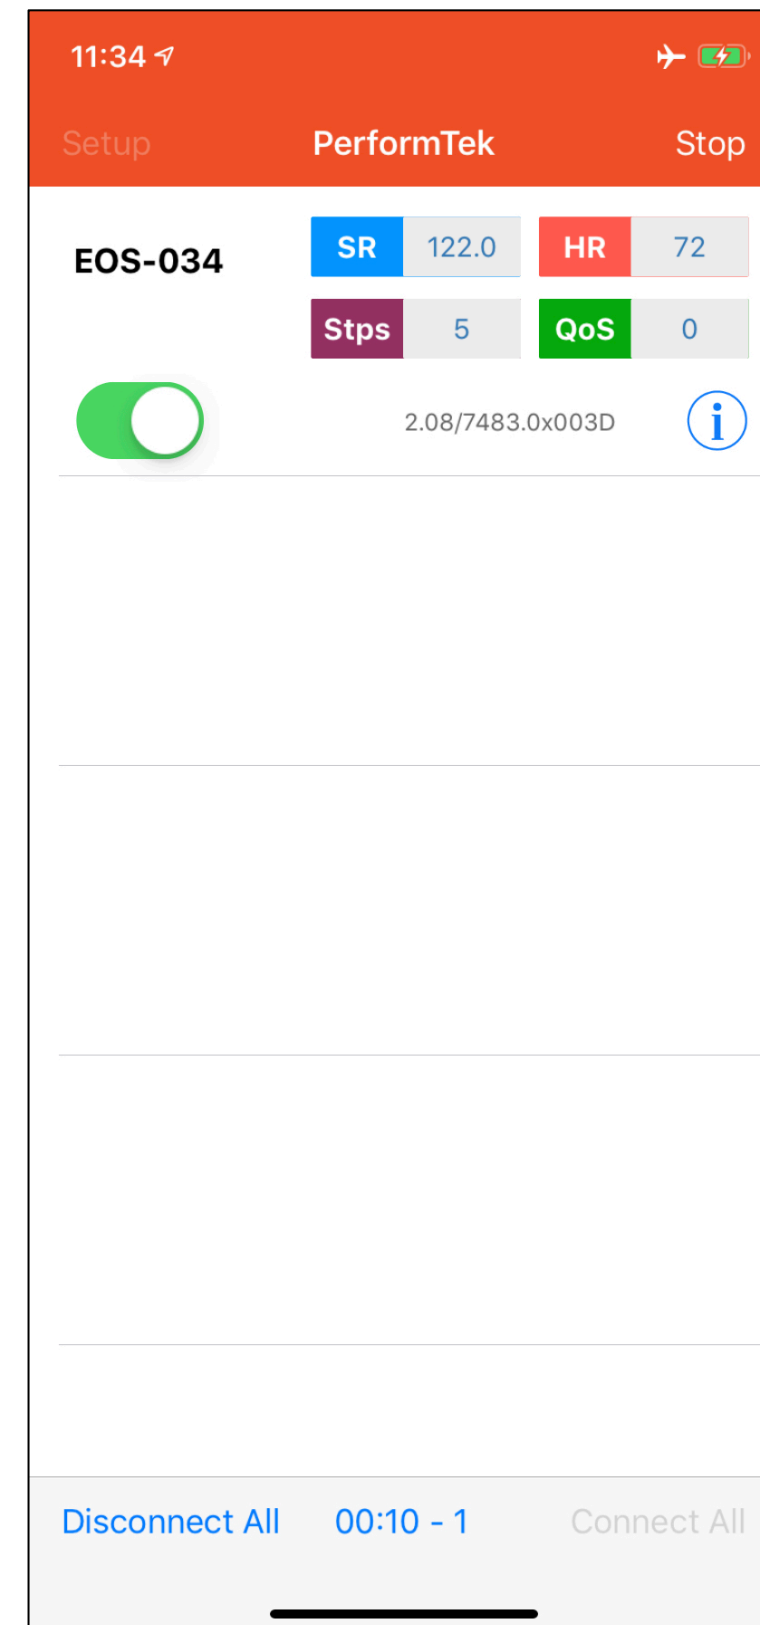 11:34
Setup PerformTek Stop
EOS-034 SR 122.0 HR 72
Stps 5 QoS 0
2.08/7483.0x003D i
Disconnect All 00:10 - 1 Connect All